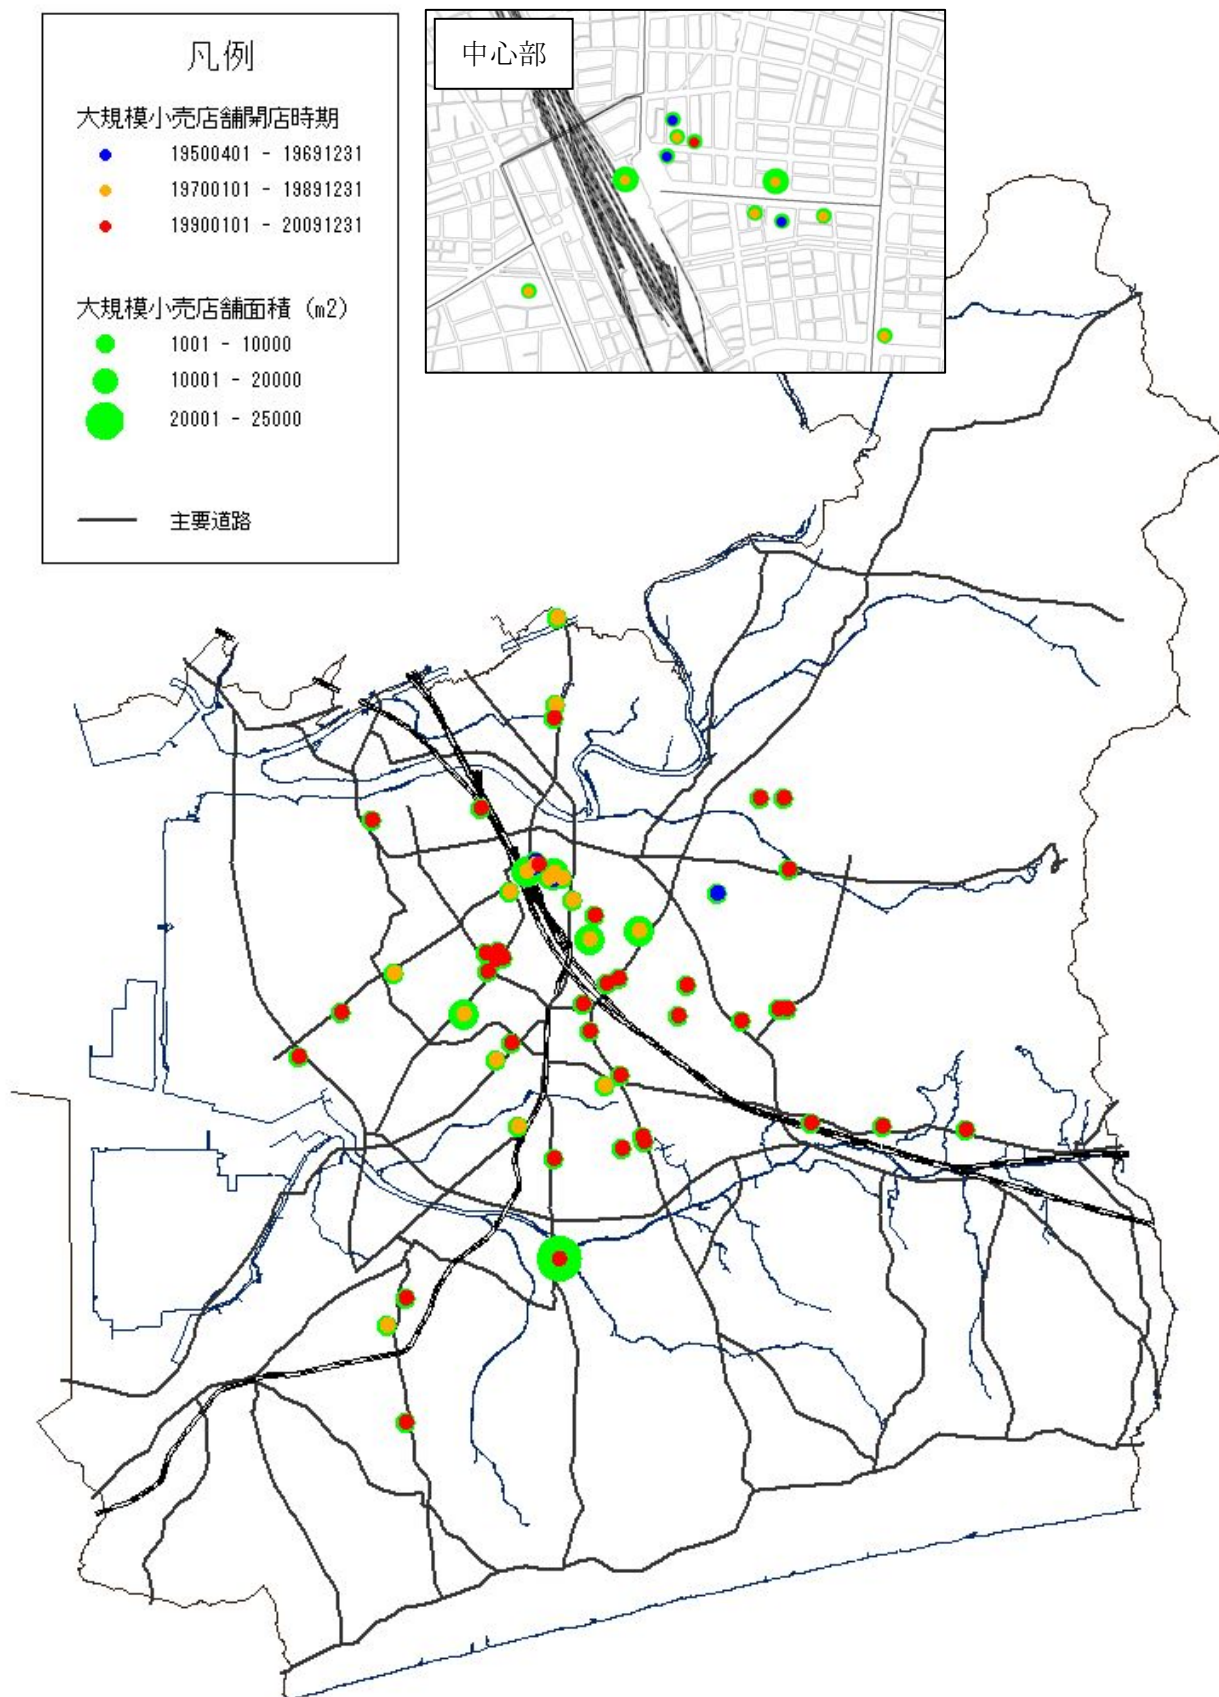 凡例
大規模小売店舗開店時期
19500401 - 19691231
19700101 - 19891231
19900101 - 20091231
大規模小売店舗面積 (m2)
1001 - 10000
10001 - 20000
20001 - 25000
主要道路
中心部